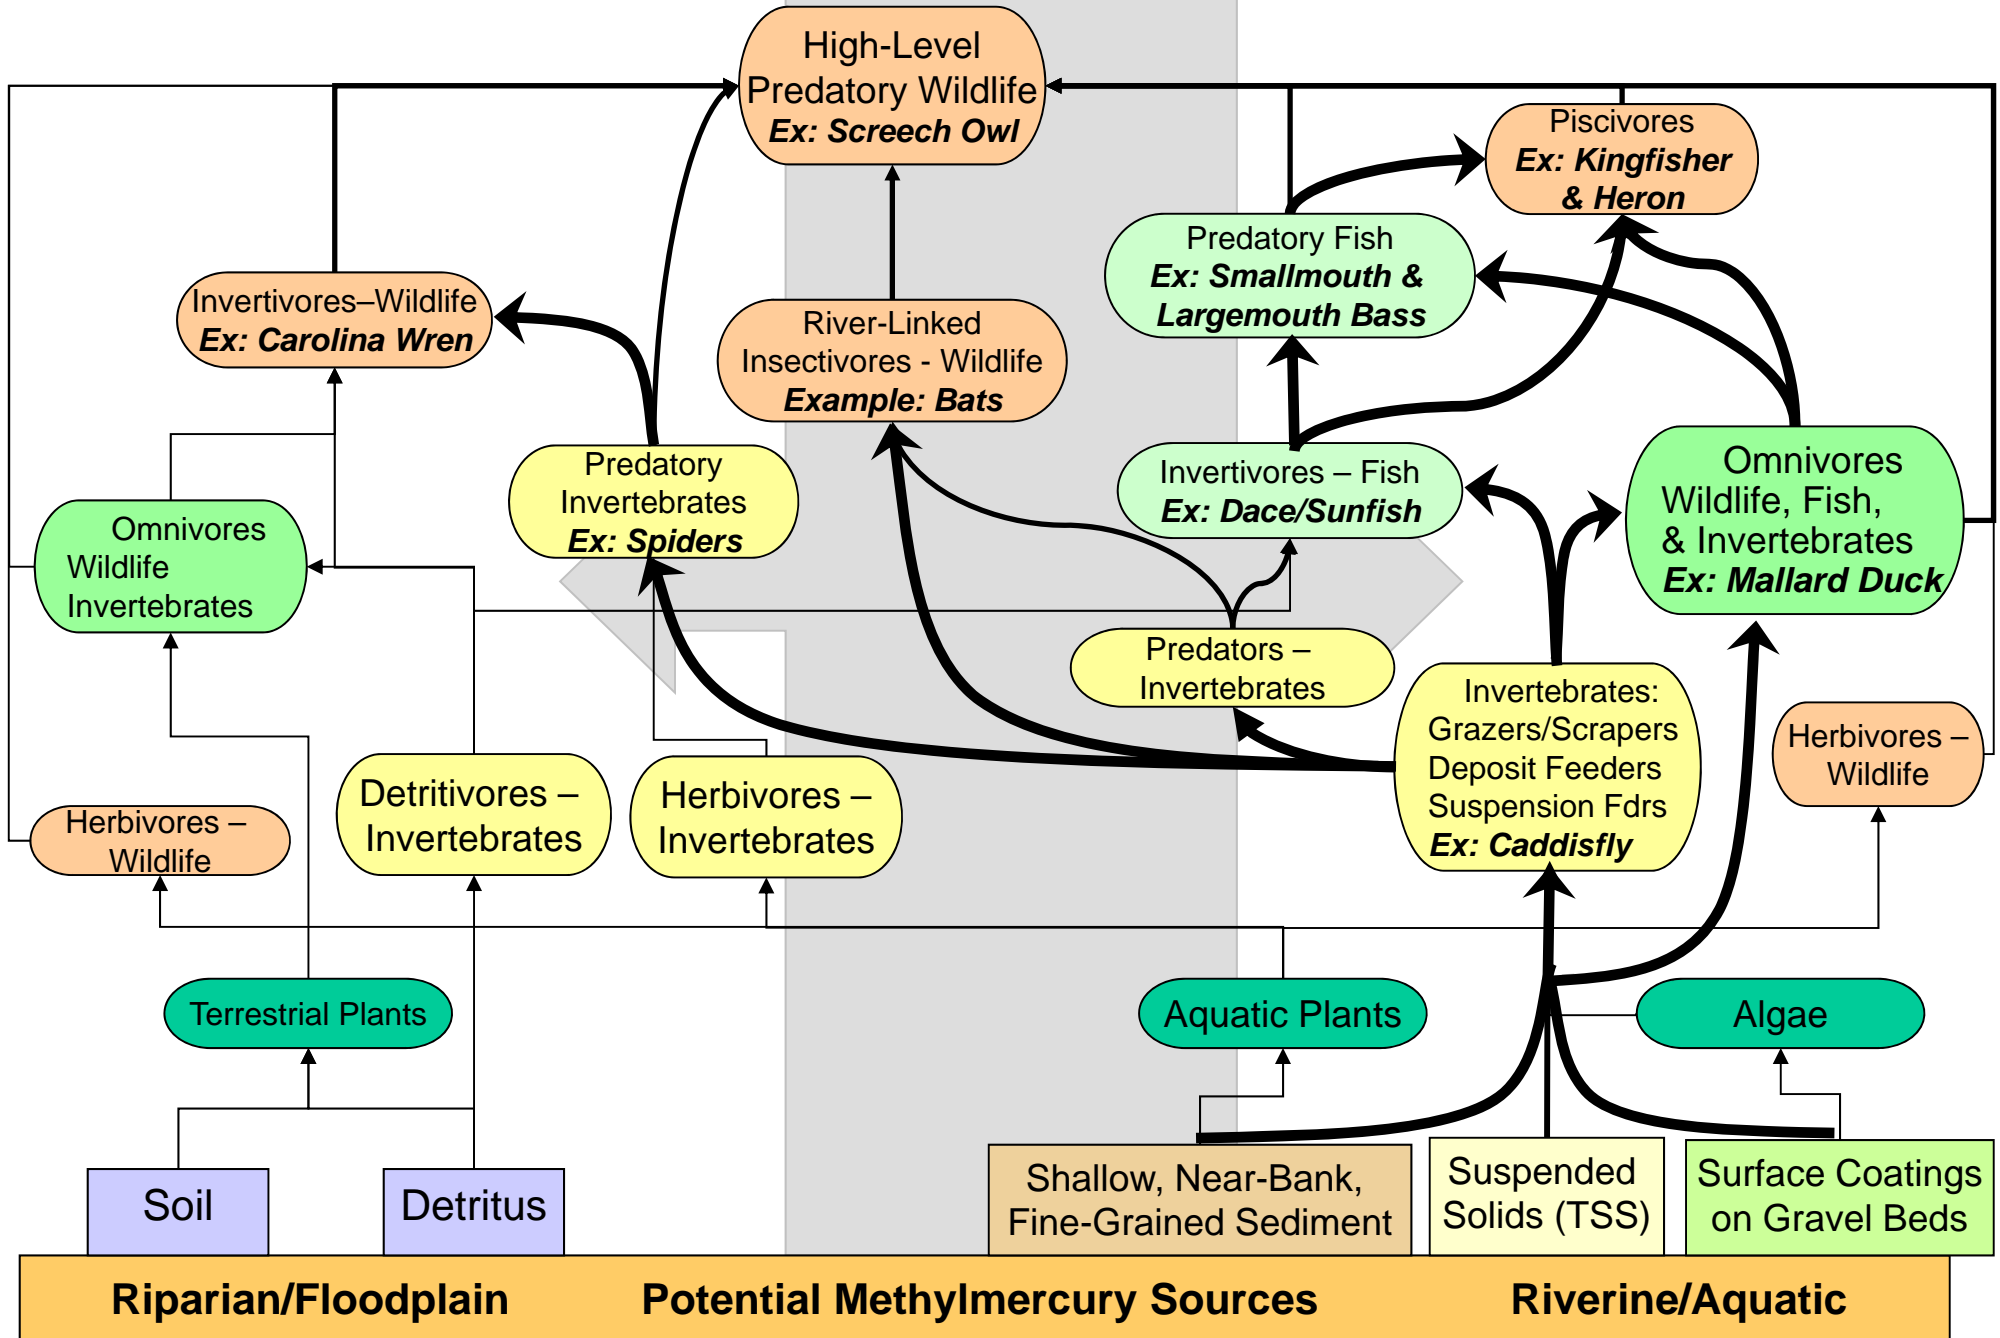 High-Level
Predatory Wildlife
Ex: Screech Owl
Piscivores
Ex: Kingfisher
& Heron
Predatory Fish
Ex: Smallmouth &
Largemouth Bass
Invertivores–Wildlife
Ex: Carolina Wren
River-Linked
Insectivores - Wildlife
Example: Bats
Predatory
Invertebrates
Ex: Spiders
Invertivores – Fish
Ex: Dace/Sunfish
Omnivores
Wildlife, Fish,
& Invertebrates
Ex: Mallard Duck
Omnivores
Wildlife
Invertebrates
Predators –
Invertebrates
Invertebrates:
Grazers/Scrapers
Deposit Feeders
Suspension Fdrs
Ex: Caddisfly
Herbivores –
Wildlife
Herbivores –
Wildlife
Detritivores –
Invertebrates
Herbivores –
Invertebrates
Terrestrial Plants
Aquatic Plants
Algae
Soil
Detritus
Shallow, Near-Bank,
Fine-Grained Sediment
Suspended
Solids (TSS)
Surface Coatings
on Gravel Beds
Riparian/Floodplain
Potential Methylmercury Sources
Riverine/Aquatic